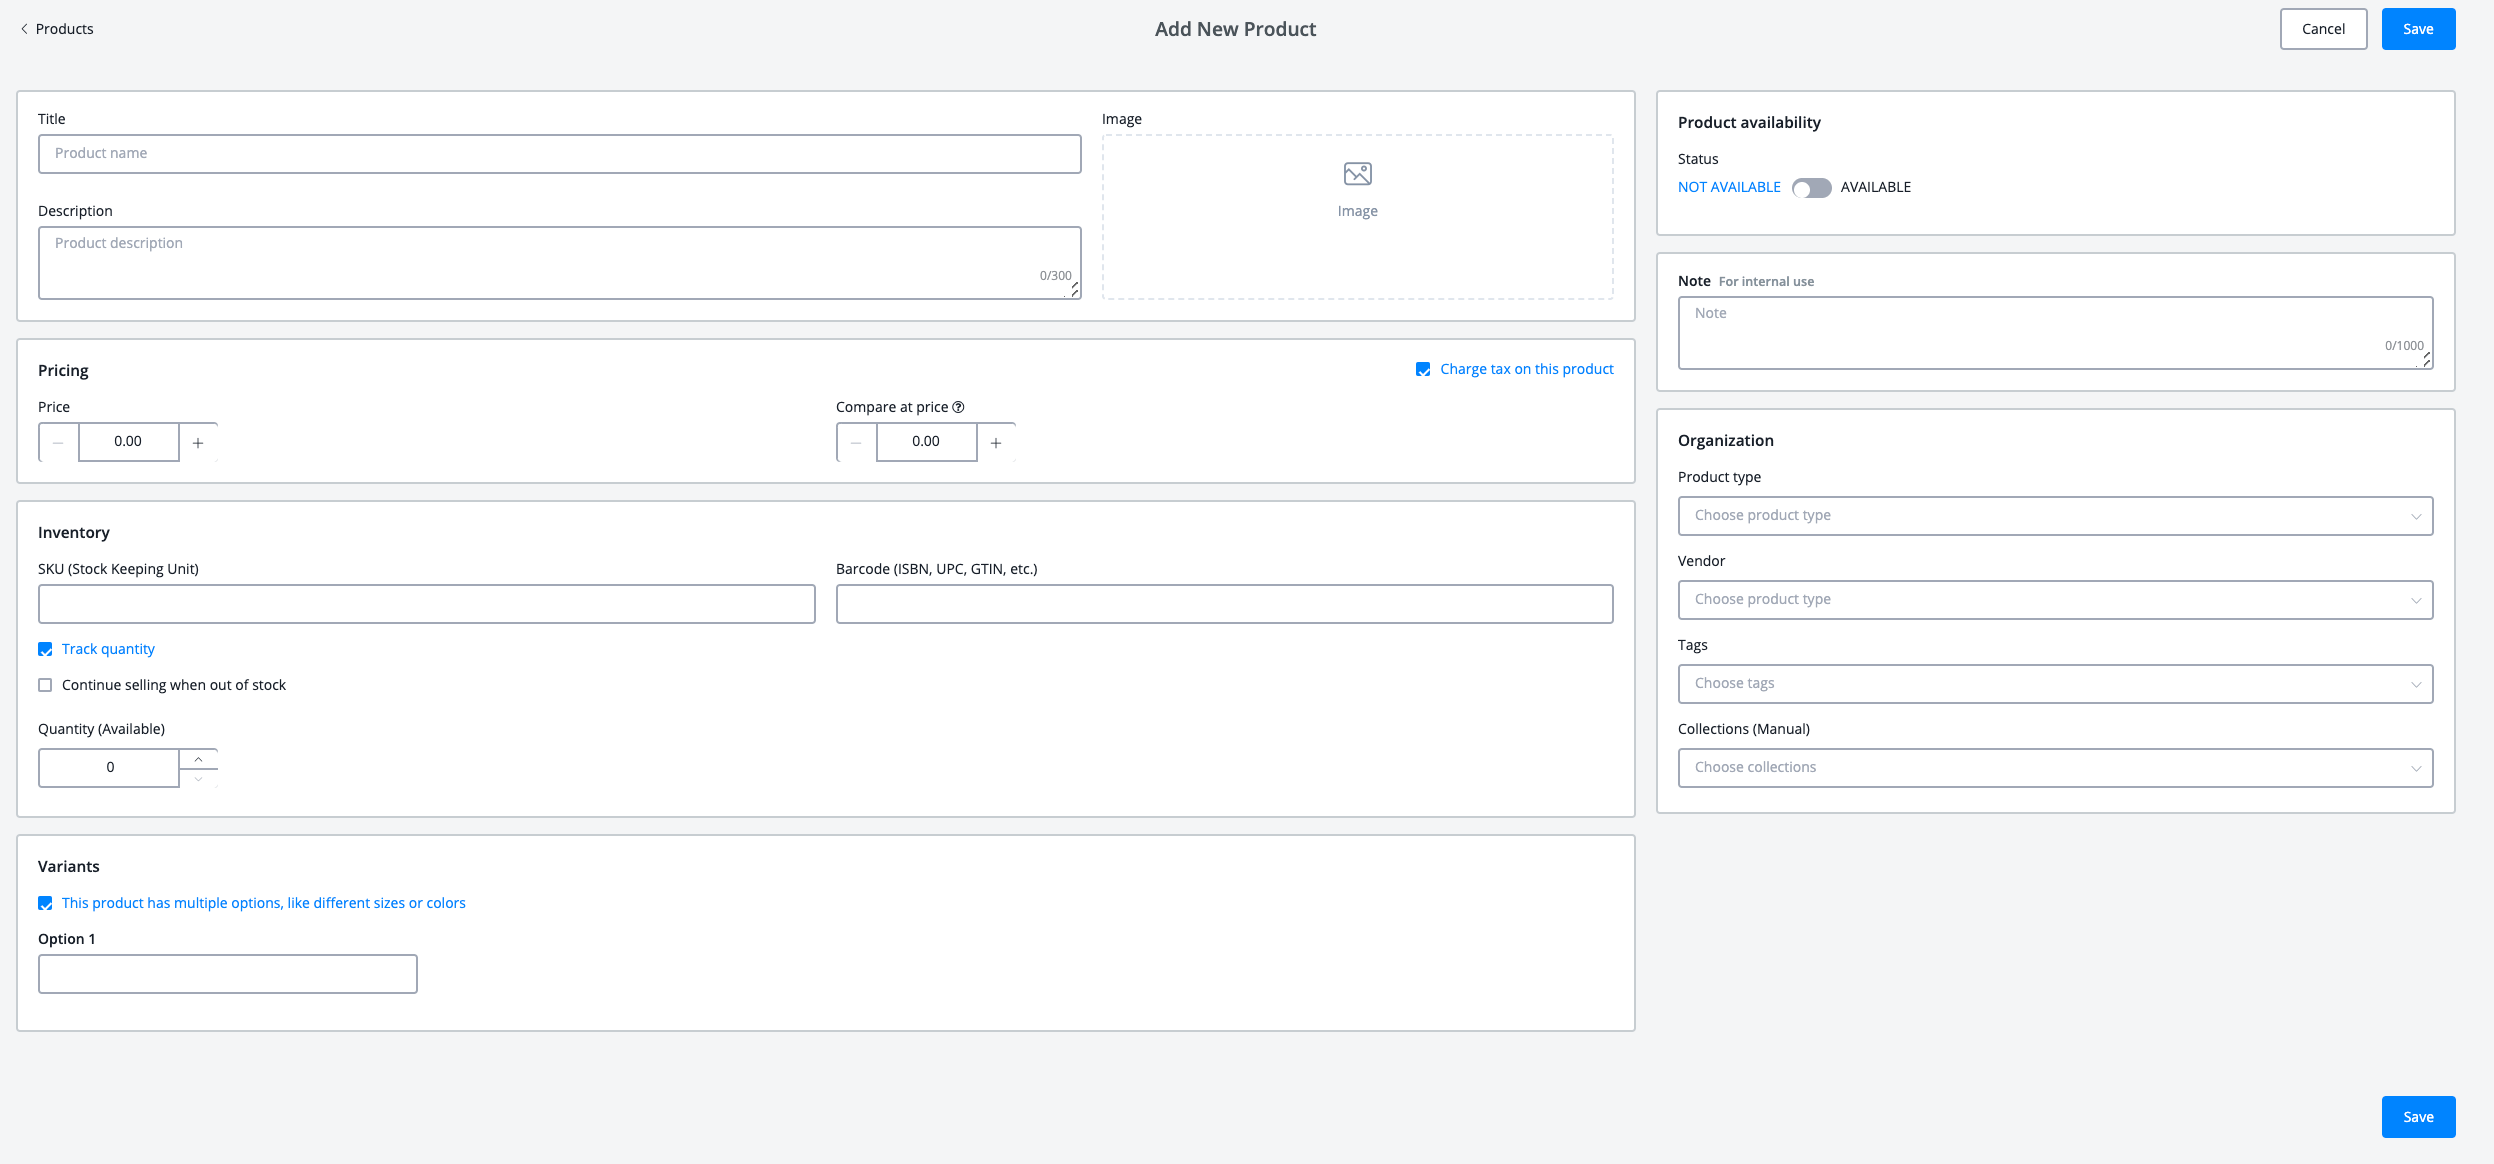 Products
Add New Product
Cancel
Save
Title
Product name
Description
Product description
0/300
Image
Image
Pricing
Charge tax on this product
Price
0.00
Compare at price
0.00
Inventory
SKU (Stock Keeping Unit)
Barcode (ISBN, UPC, GTIN, etc.)
Track quantity
Continue selling when out of stock
Quantity (Available)
0
Variants
This product has multiple options, like different sizes or colors
Option 1
Product availability
Status
NOT AVAILABLE AVAILABLE
Note For internal use
Note
0/1000
Organization
Product type
Choose product type
Vendor
Choose product type
Tags
Choose tags
Collections (Manual)
Choose collections
Save